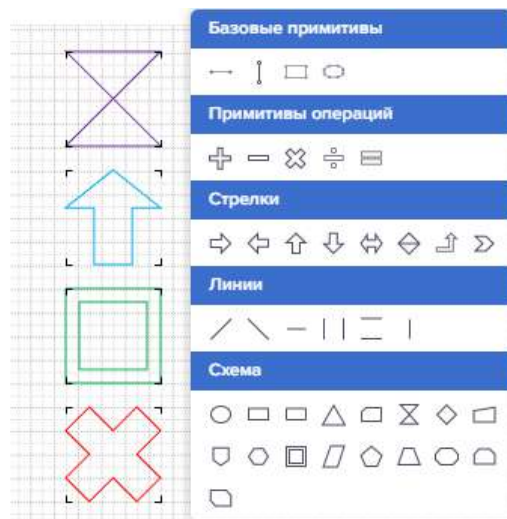 Базовые примитивы
Примитивы операций
Стрелки
Линии
Схема